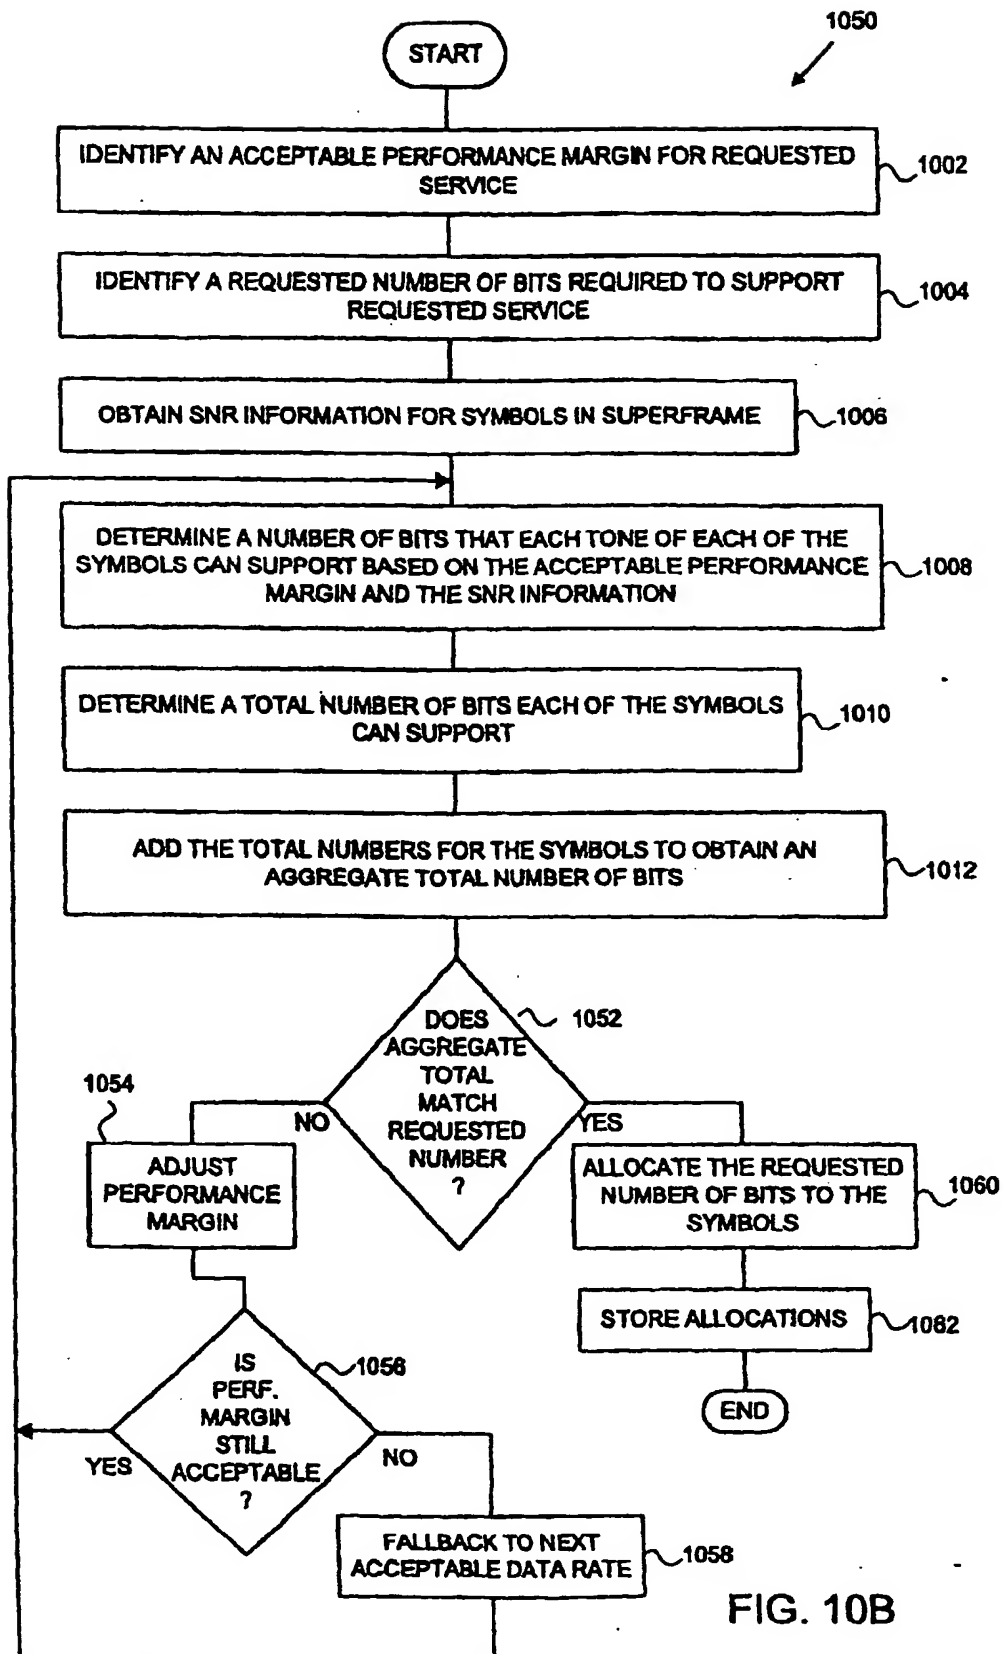 1050
START
IDENTIFY AN ACCEPTABLE PERFORMANCE MARGIN FOR REQUESTED
SERVICE
1002
IDENTIFY A REQUESTED NUMBER OF BITS REQUIRED TO SUPPORT
REQUESTED SERVICE
1004
OBTAIN SNR INFORMATION FOR SYMBOLS IN SUPERFRAME
1006
DETERMINE A NUMBER OF BITS THAT EACH TONE OF EACH OF THE
SYMBOLS CAN SUPPORT BASED ON THE ACCEPTABLE PERFORMANCE
MARGIN AND THE SNR INFORMATION
1008
DETERMINE A TOTAL NUMBER OF BITS EACH OF THE SYMBOLS
CAN SUPPORT
1010
ADD THE TOTAL NUMBERS FOR THE SYMBOLS TO OBTAIN AN
AGGREGATE TOTAL NUMBER OF BITS
1012
DOES
AGGREGATE
TOTAL
MATCH
REQUESTED
NUMBER
?
1052
NO
YES
1054
ADJUST
PERFORMANCE
MARGIN
ALLOCATE THE REQUESTED
NUMBER OF BITS TO THE
SYMBOLS
1060
STORE ALLOCATIONS
1082
END
IS
PERF.
MARGIN
STILL
ACCEPTABLE
?
1056
YES
NO
FALLBACK TO NEXT
ACCEPTABLE DATA RATE
1058
FIG. 10B